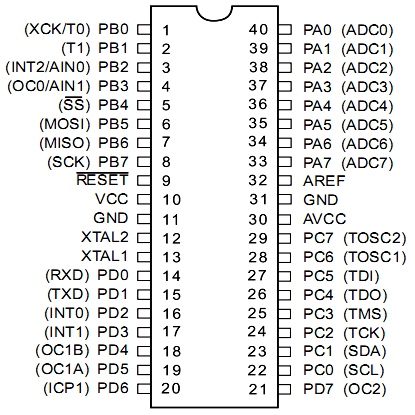 (XCK/T0) PB0 1 40 PA0 (ADC0)
(T1) PB1 2 39 PA1 (ADC1)
(INT2/AIN0) PB2 3 38 PA2 (ADC2)
(OC0/AIN1) PB3 4 37 PA3 (ADC3)
(S̅S̅) PB4 5 36 PA4 (ADC4)
(MOSI) PB5 6 35 PA5 (ADC5)
(MISO) PB6 7 34 PA6 (ADC6)
(SCK) PB7 8 33 PA7 (ADC7)
R̅E̅S̅E̅T̅ 9 32 AREF
VCC 10 31 GND
GND 11 30 AVCC
XTAL2 12 29 PC7 (TOSC2)
XTAL1 13 28 PC6 (TOSC1)
(RXD) PD0 14 27 PC5 (TDI)
(TXD) PD1 15 26 PC4 (TDO)
(INT0) PD2 16 25 PC3 (TMS)
(INT1) PD3 17 24 PC2 (TCK)
(OC1B) PD4 18 23 PC1 (SDA)
(OC1A) PD5 19 22 PC0 (SCL)
(ICP1) PD6 20 21 PD7 (OC2)